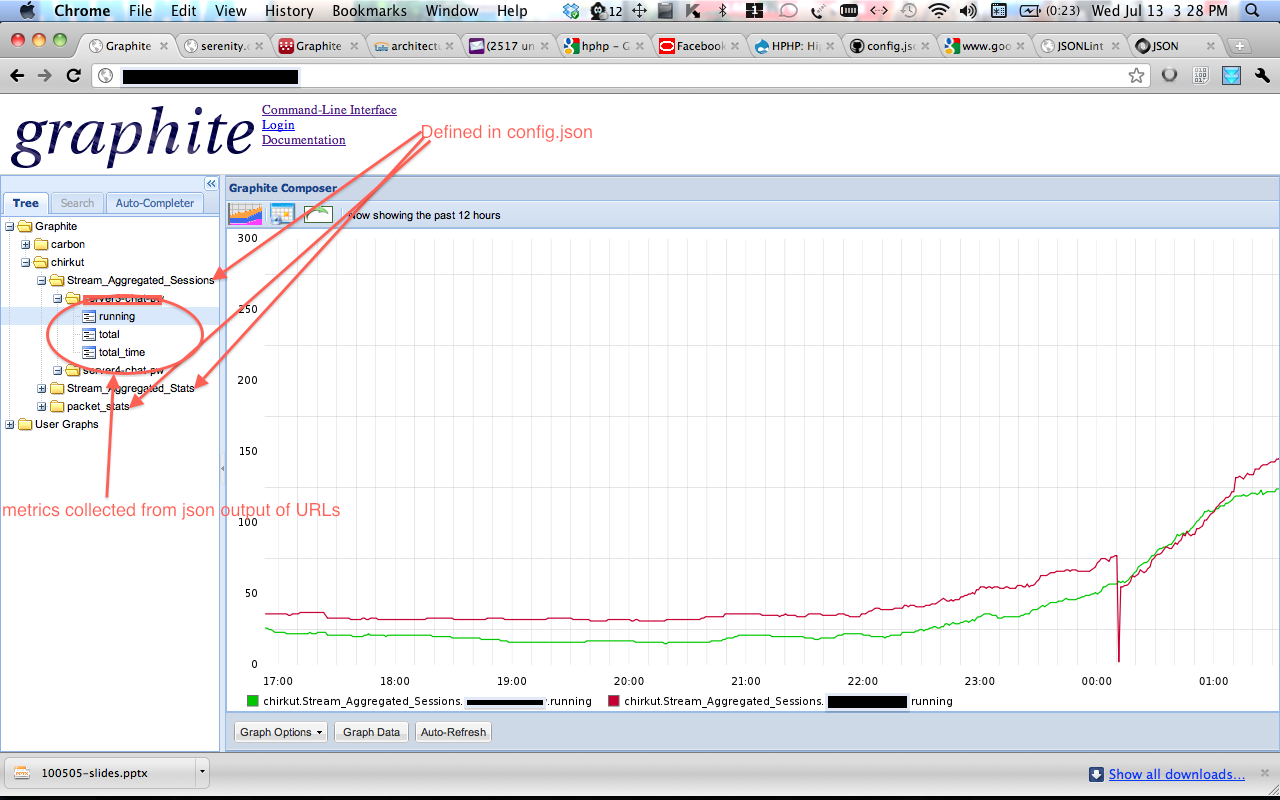 Chrome File Edit View History Bookmarks Window Help 12 (0:23) Wed Jul 13 3:28 PM
Graphite serenity.c Graphite architectu (2517 un hphp - G Facebook HPHP: Hip config.jso www.goo JSONLint JSON
graphite
Command-Line Interface
Login
Documentation
Defined in config.json
Tree Search Auto-Completer
Graphite
carbon
chirkut
Stream_Aggregated_Sessions
running
total
total_time
server4-chat-pw
Stream_Aggregated_Stats
packet_stats
User Graphs
metrics collected from json output of URLs
Graphite Composer
Now showing the past 12 hours
300
250
200
150
100
50
0
17:00 18:00 19:00 20:00 21:00 22:00 23:00 00:00 01:00
chirkut.Stream_Aggregated_Sessions. .running chirkut.Stream_Aggregated_Sessions. running
Graph Options Graph Data Auto-Refresh
100505-slides.pptx Show all downloads...